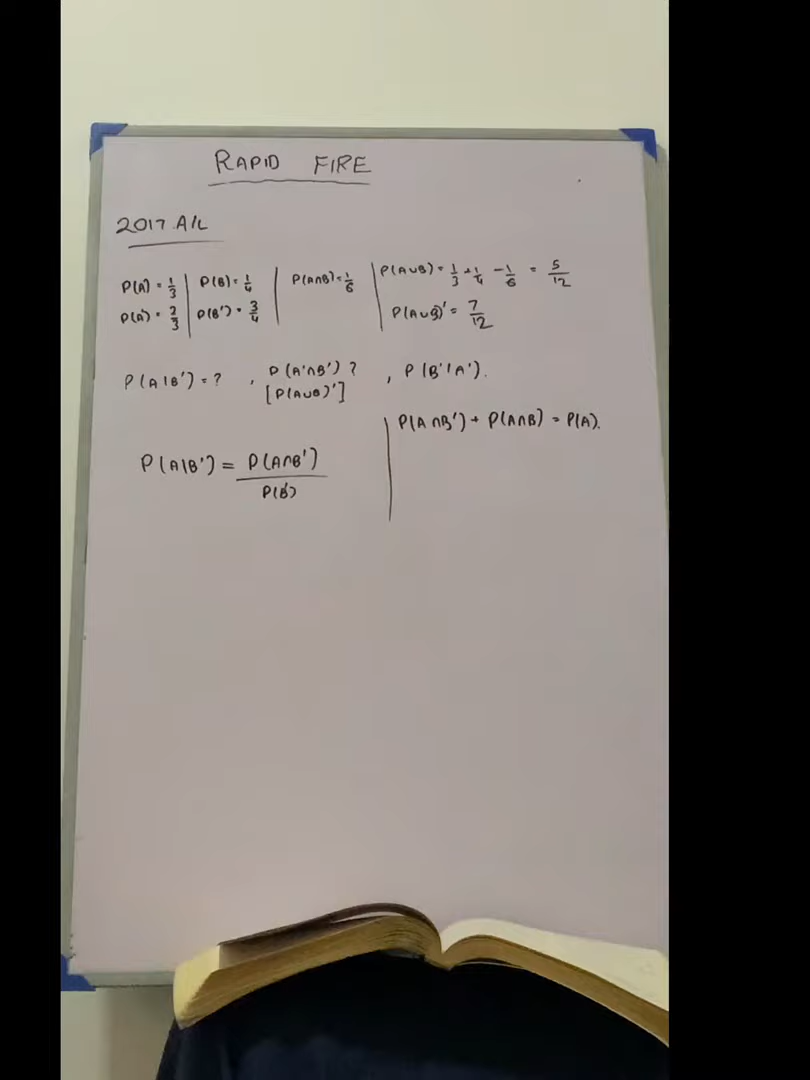 RAPID FIRE
2017 A/L
P(A) = 1/3 | P(B) = 1/4 | P(A∩B) = 1/6 | P(A∪B) = 1/3 + 1/4 - 1/6 = 5/12
P(A') = 2/3 | P(B') = 3/4 | P(A∪B)' = 7/12
P(A|B') = ? , P(A'∩B') ? , P(B'|A').
[P(A∪B)']
P(A∩B') + P(A∩B) = P(A).
P(A|B') = P(A∩B') / P(B')